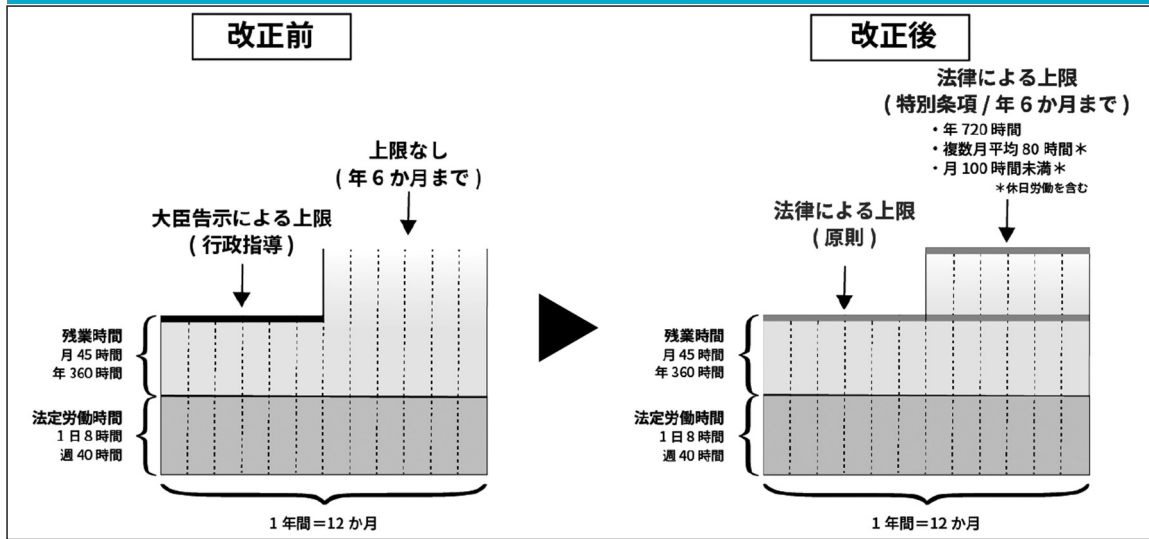 改正前
上限なし
(年6か月まで)
大臣告示による上限
(行政指導)
残業時間
月45時間
年360時間
法定労働時間
1日8時間
週40時間
1年間=12か月
改正後
法律による上限
(特別条項/年6か月まで)
・年720時間
・複数月平均80時間*
・月100時間未満*
*休日労働を含む
法律による上限
(原則)
残業時間
月45時間
年360時間
法定労働時間
1日8時間
週40時間
1年間=12か月